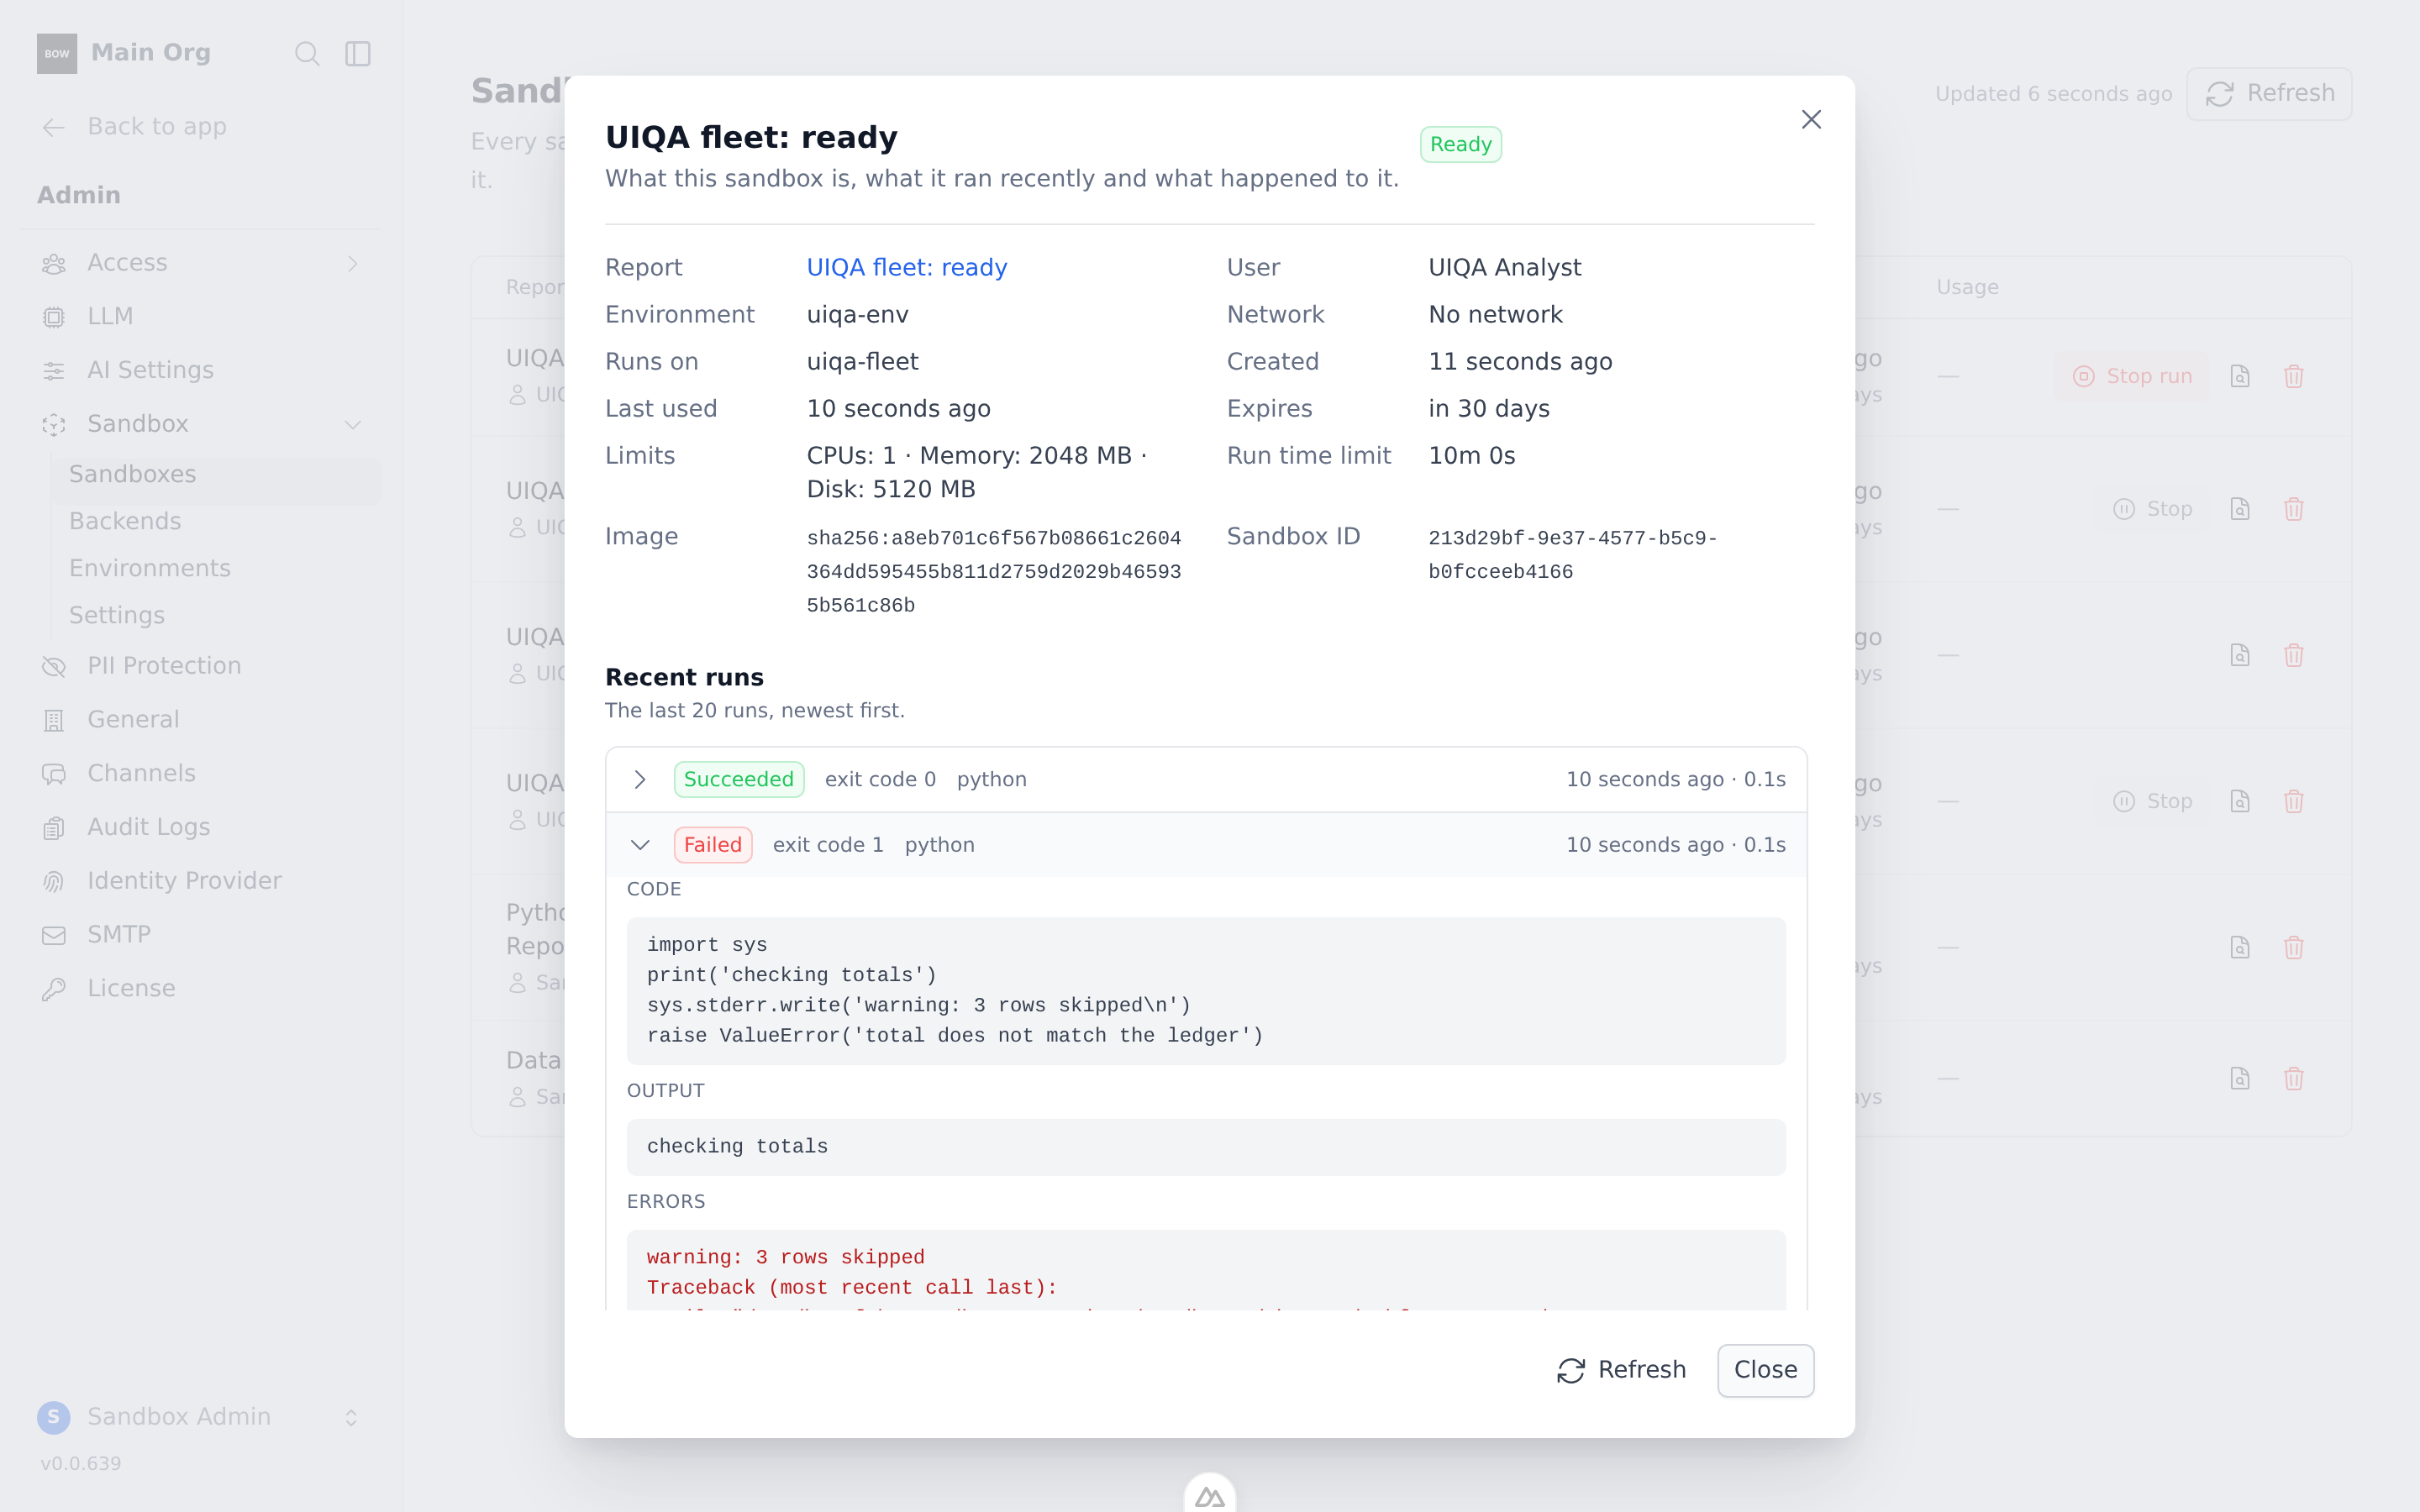 BOW
Main Org
Back to app
Admin
Access
LLM
AI Settings
Sandbox
Sandboxes
Backends
Environments
Settings
PII Protection
General
Channels
Audit Logs
Identity Provider
SMTP
License
S
Sandbox Admin
v0.0.639
Updated 6 seconds ago
Refresh
Every
it.
Usage
UIQA
Stop run
UIQA
Stop
UIQA
UIQA
Stop
Data
UIQA fleet: ready
Ready
What this sandbox is, what it ran recently and what happened to it.
Report
UIQA fleet: ready
User
UIQA Analyst
Environment
uiqa-env
Network
No network
Runs on
uiqa-fleet
Created
11 seconds ago
Last used
10 seconds ago
Expires
in 30 days
Limits
CPUs: 1 · Memory: 2048 MB ·
Disk: 5120 MB
Run time limit
10m 0s
Image
sha256:a8eb701c6f567b08661c2604
364dd595455b811d2759d2029b46593
5b561c86b
Sandbox ID
213d29bf-9e37-4577-b5c9-
b0fcceeb4166
Recent runs
The last 20 runs, newest first.
Succeeded
exit code 0
python
10 seconds ago · 0.1s
Failed
exit code 1
python
10 seconds ago · 0.1s
CODE
import sys
print('checking totals')
sys.stderr.write('warning: 3 rows skipped\n')
raise ValueError('total does not match the ledger')
OUTPUT
checking totals
ERRORS
warning: 3 rows skipped
Traceback (most recent call last):
Refresh
Close